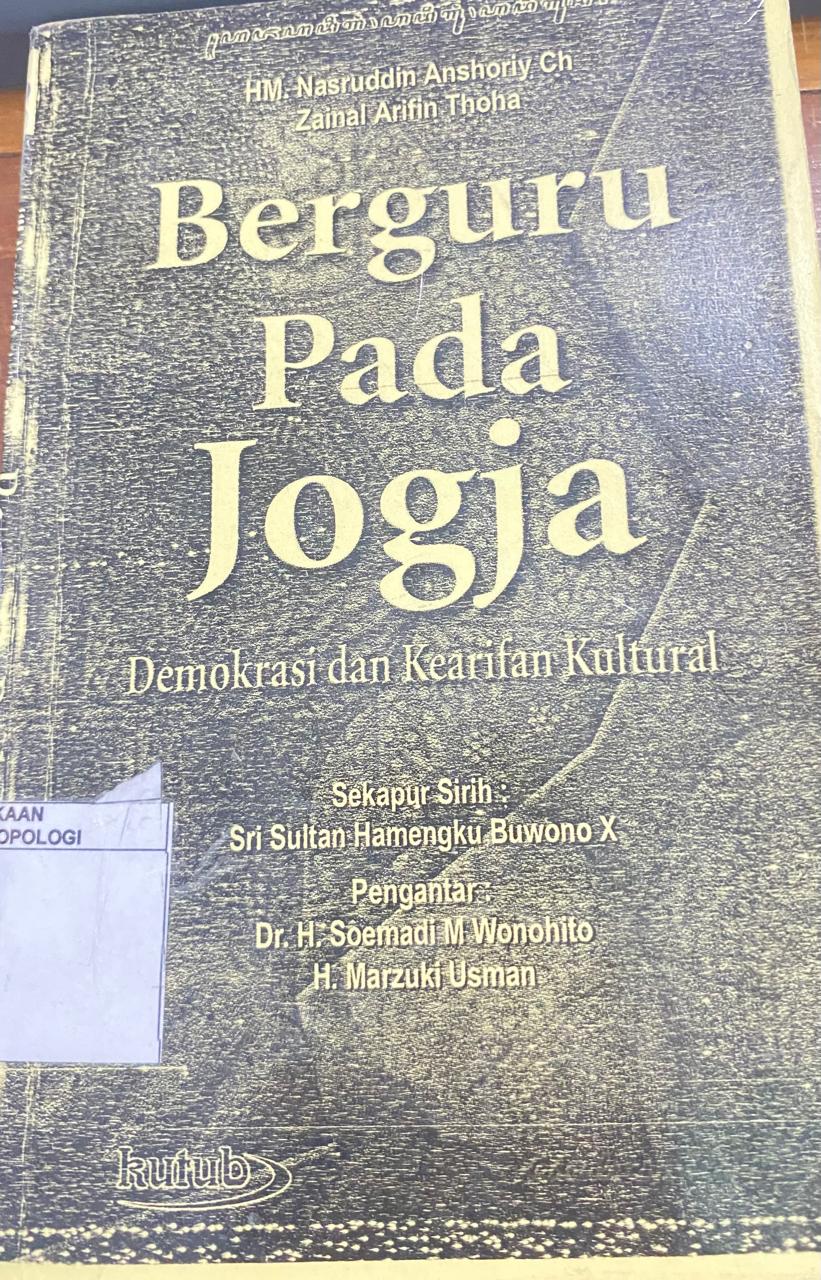 HM. Nasruddin Anshoriy Ch
Zainal Arifin Thoha
Berguru
Pada
Jogja
Demokrasi dan Kearifan Kultural
Sekapur Sirih :
Sri Sultan Hamengku Buwono X
Pengantar :
Dr. H. Soemadi M Wonohito
H. Marzuki Usman
KAAN
OPOLOGI
kutub